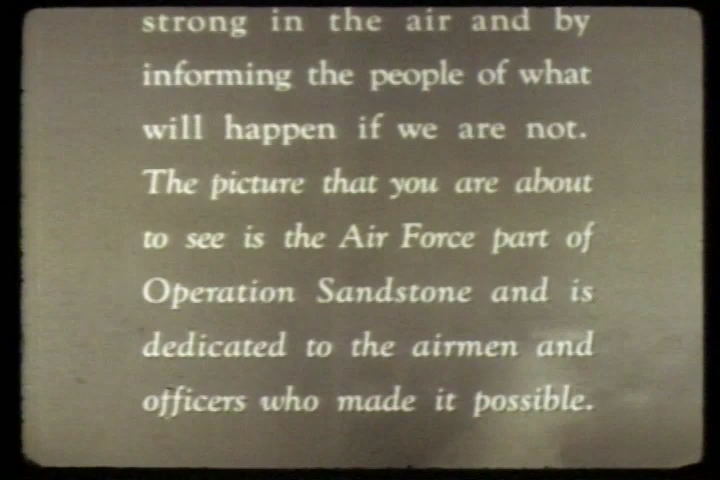 strong in the air and by
informing the people of what
will happen if we are not.
The picture that you are about
to see is the Air Force part of
Operation Sandstone and is
dedicated to the airmen and
officers who made it possible.